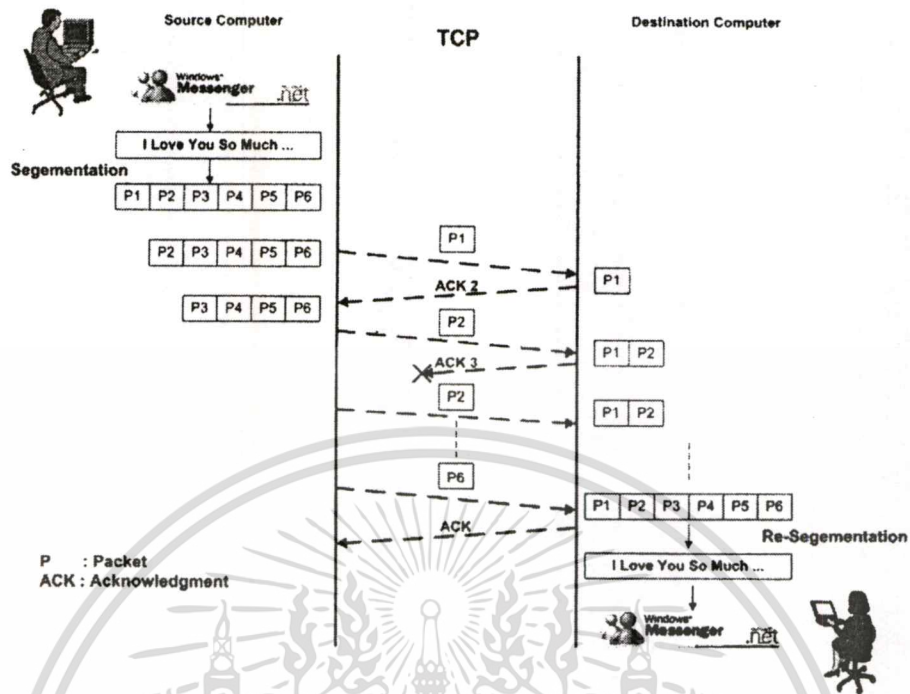 Source Computer
TCP
Destination Computer
Windows
Messenger
.net
I Love You So Much ...
Segementation
P1 P2 P3 P4 P5 P6
P1
P2 P3 P4 P5 P6
ACK 2
P1
P3 P4 P5 P6
P2
P1 P2
ACK 3
P2
P1 P2
P6
P1 P2 P3 P4 P5 P6
ACK
Re-Segementation
P : Packet
ACK : Acknowledgment
I Love You So Much ...
Windows
Messenger
.net